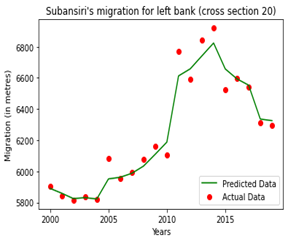 Subansiri's migration for left bank (cross section 20)
Migration (in metres)
6800
6600
6400
6200
6000
5800
2000
2005
2010
2015
Years
Predicted Data
Actual Data